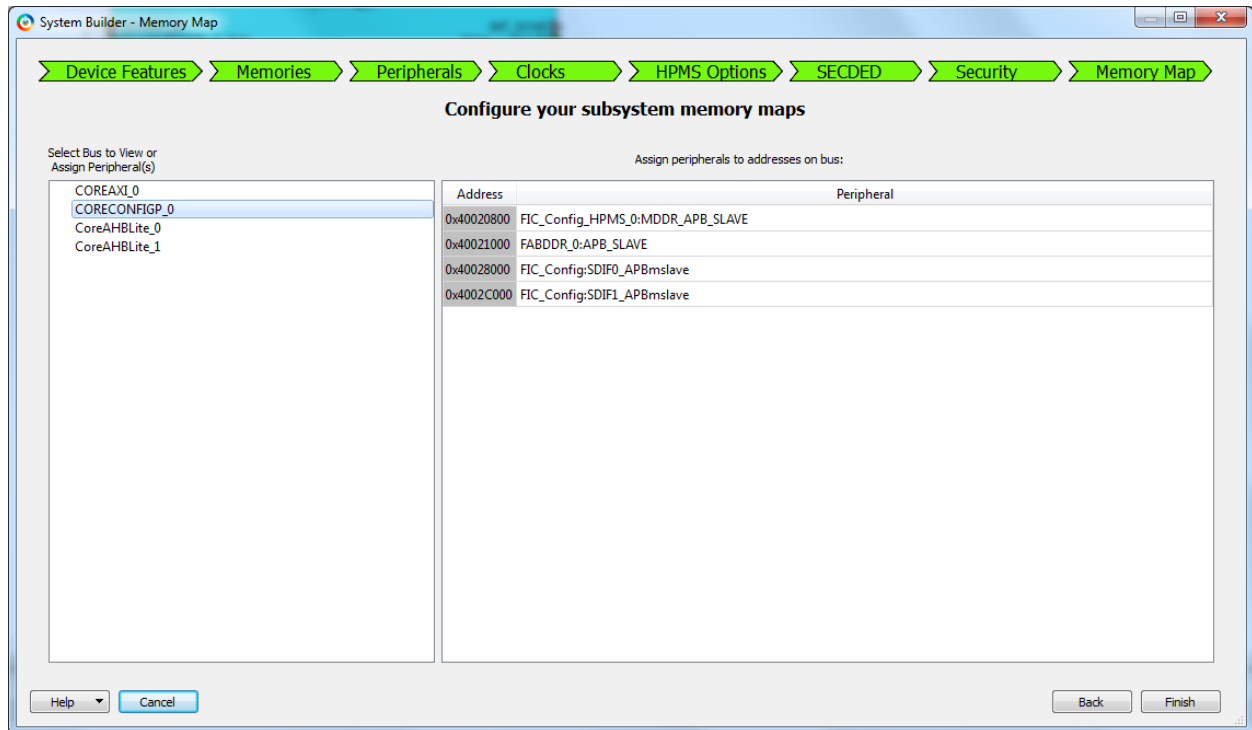 System Builder - Memory Map
Device Features
Memories
Peripherals
Clocks
HPMS Options
SECDED
Security
Memory Map
Configure your subsystem memory maps
Select Bus to View or
Assign Peripheral(s)
COREAXI_0
CORECONFIGP_0
CoreAHBLite_0
CoreAHBLite_1
Assign peripherals to addresses on bus:
Address Peripheral
0x40020800 FIC_Config_HPMS_0:MDDR_APB_SLAVE
0x40021000 FABDDR_0:APB_SLAVE
0x40028000 FIC_Config:SDIF0_APBmslave
0x4002C000 FIC_Config:SDIF1_APBmslave
Help
Cancel
Back
Finish